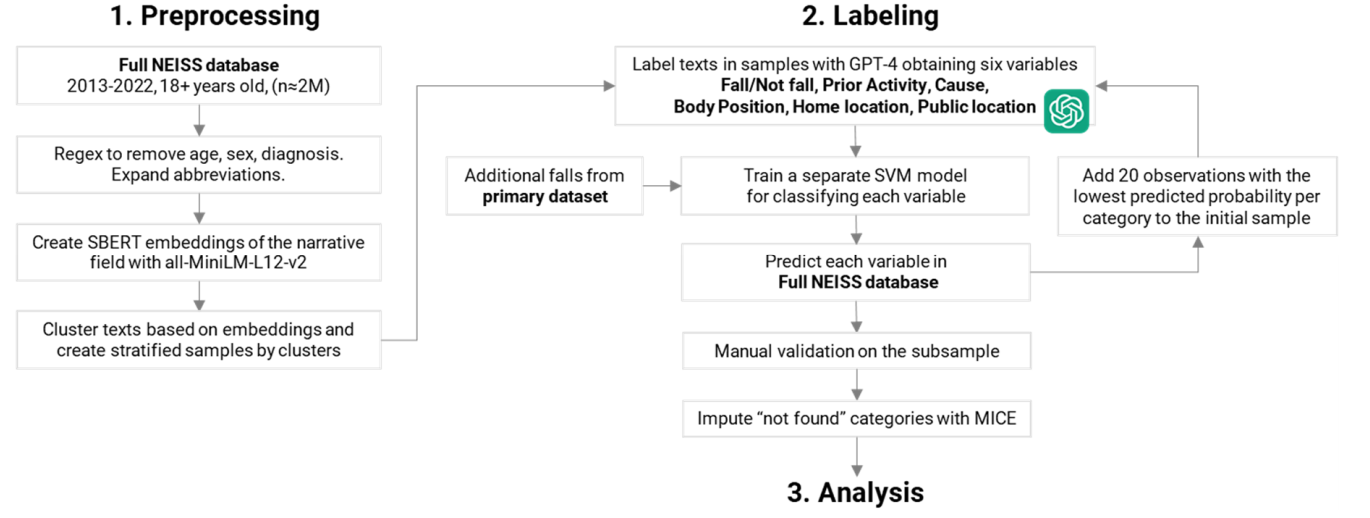 1. Preprocessing
Full NEISS database
2013-2022, 18+ years old, (n≈2M)
Regex to remove age, sex, diagnosis.
Expand abbreviations.
Create SBERT embeddings of the narrative
field with all-MiniLM-L12-v2
Cluster texts based on embeddings and
create stratified samples by clusters
2. Labeling
Label texts in samples with GPT-4 obtaining six variables
Fall/Not fall, Prior Activity, Cause,
Body Position, Home location, Public location
Additional falls from
primary dataset
Train a separate SVM model
for classifying each variable
Add 20 observations with the
lowest predicted probability per
category to the initial sample
Predict each variable in
Full NEISS database
Manual validation on the subsample
Impute “not found” categories with MICE
3. Analysis